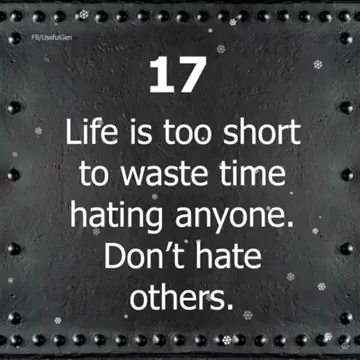 FB/UsefulGen
17
Life is too short
to waste time
hating anyone.
Don't hate
others.